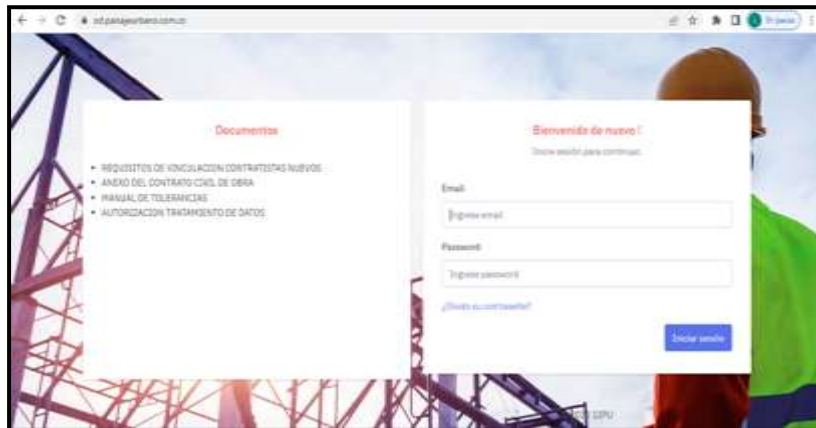 Documentos
REQUISITOS DE VINCULACION CONTRATISTAS NUEVOS
ANEXO DEL CONTRATO CIVIL DE OBRA
MANUAL DE TOLERANCIAS
AUTORIZACION TRATAMIENTO DE DATOS
Bienvenido de nuevo !
Inicie sesión para continuar.
Email
Ingrese email
Password
Ingrese password
¿Olvidó su contraseña?
Iniciar sesión
SIPU